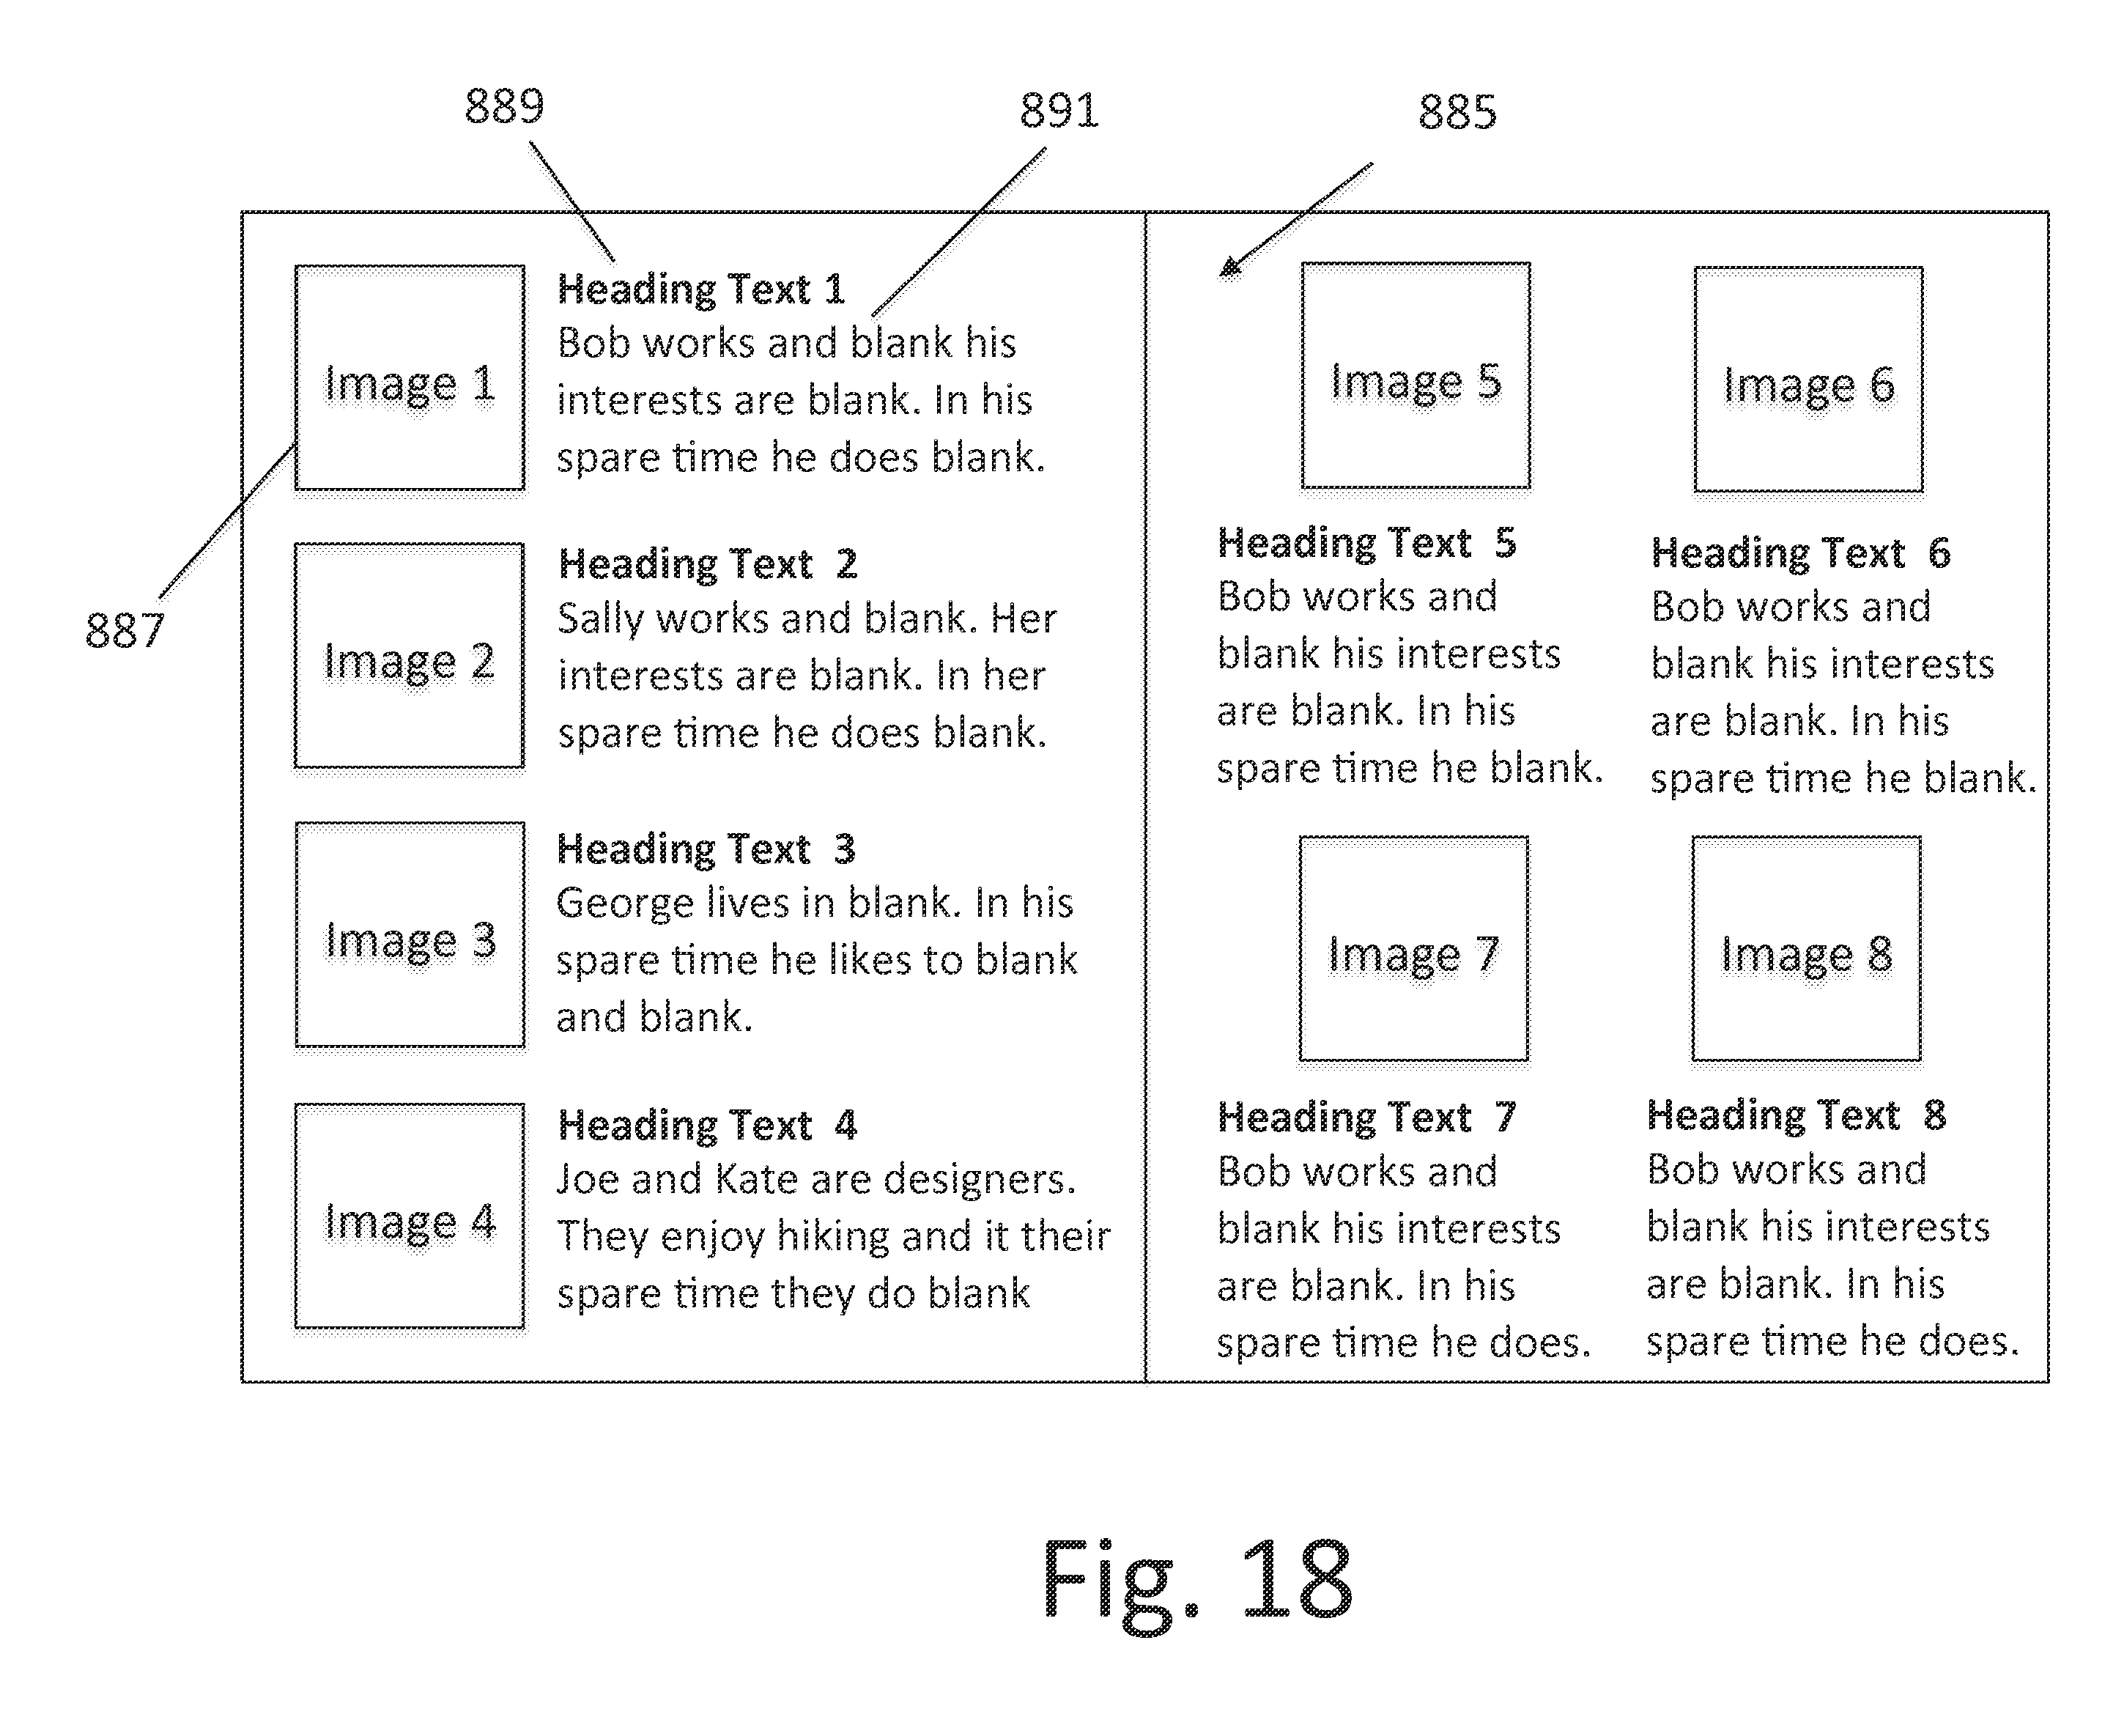 889
891
885
887
Image 1
Heading Text 1
Bob works and blank his
interests are blank. In his
spare time he does blank.
Image 2
Heading Text 2
Sally works and blank. Her
interests are blank. In her
spare time he does blank.
Image 3
Heading Text 3
George lives in blank. In his
spare time he likes to blank
and blank.
Image 4
Heading Text 4
Joe and Kate are designers.
They enjoy hiking and it their
spare time they do blank
Image 5
Heading Text 5
Bob works and
blank his interests
are blank. In his
spare time he blank.
Image 6
Heading Text 6
Bob works and
blank his interests
are blank. In his
spare time he blank.
Image 7
Heading Text 7
Bob works and
blank his interests
are blank. In his
spare time he does.
Image 8
Heading Text 8
Bob works and
blank his interests
are blank. In his
spare time he does.
Fig. 18